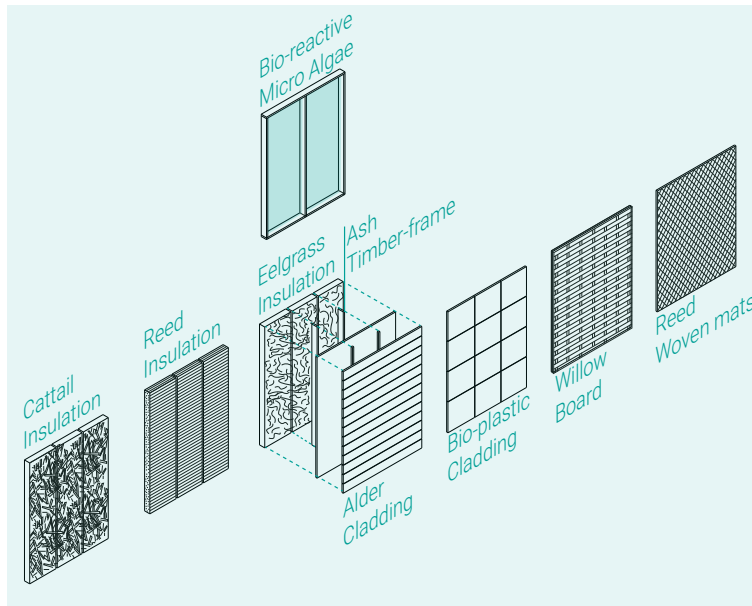 Bio-reactive
Micro Algae
Ash
Timber-frame
Eelgrass
Insulation
Reed
Insulation
Cattail
Insulation
Alder
Cladding
Bio-plastic
Cladding
Willow
Board
Reed
Woven mats